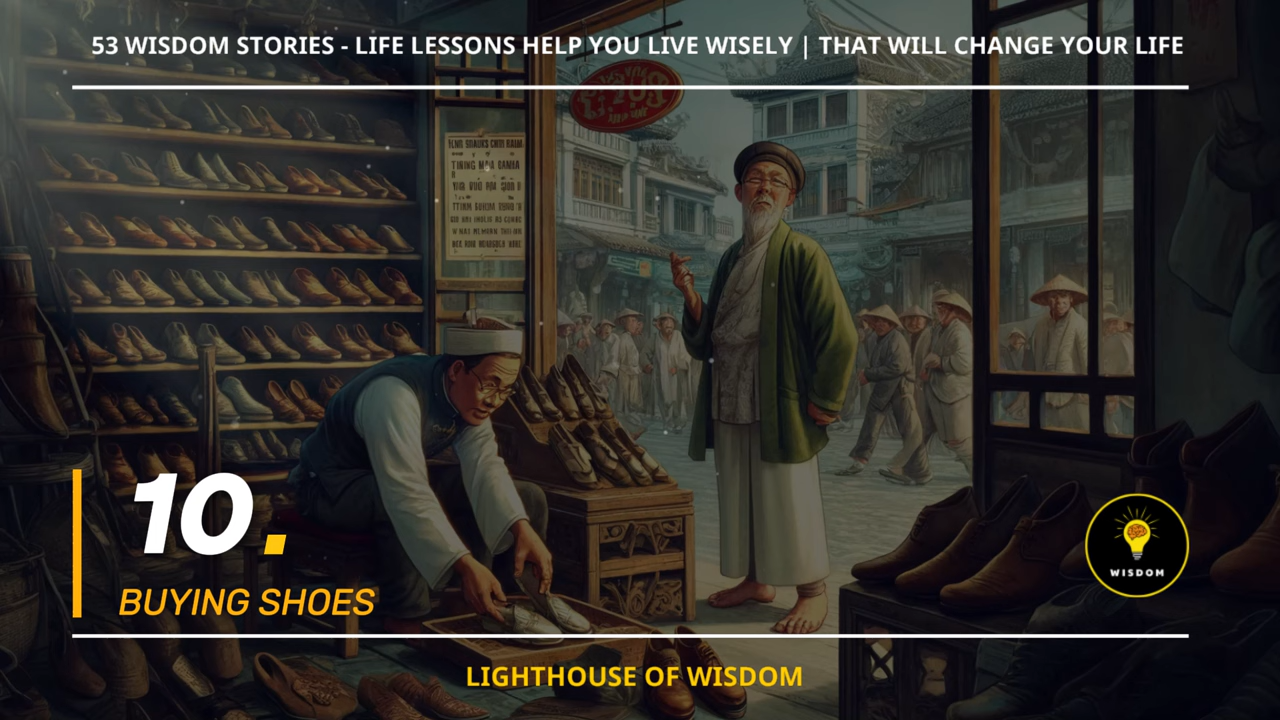 53 WISDOM STORIES - LIFE LESSONS HELP YOU LIVE WISELY | THAT WILL CHANGE YOUR LIFE
10.
BUYING SHOES
WISDOM
LIGHTHOUSE OF WISDOM